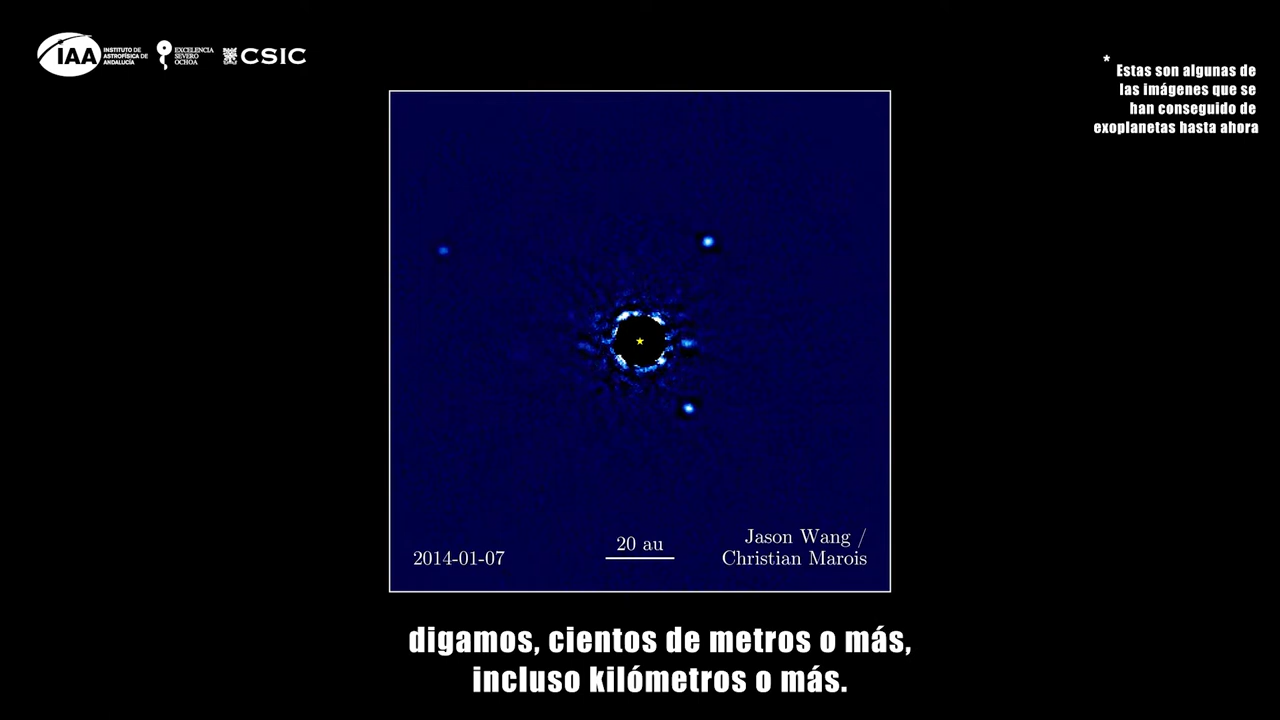 IAA
INSTITUTO DE
ASTROFÍSICA DE
ANDALUCÍA
EXCELENCIA
SEVERO
OCHOA
CSIC
* Estas son algunas de
las imágenes que se
han conseguido de
exoplanetas hasta ahora
20 au
Jason Wang /
2014-01-07
Christian Marois
digamos, cientos de metros o más,
incluso kilómetros o más.